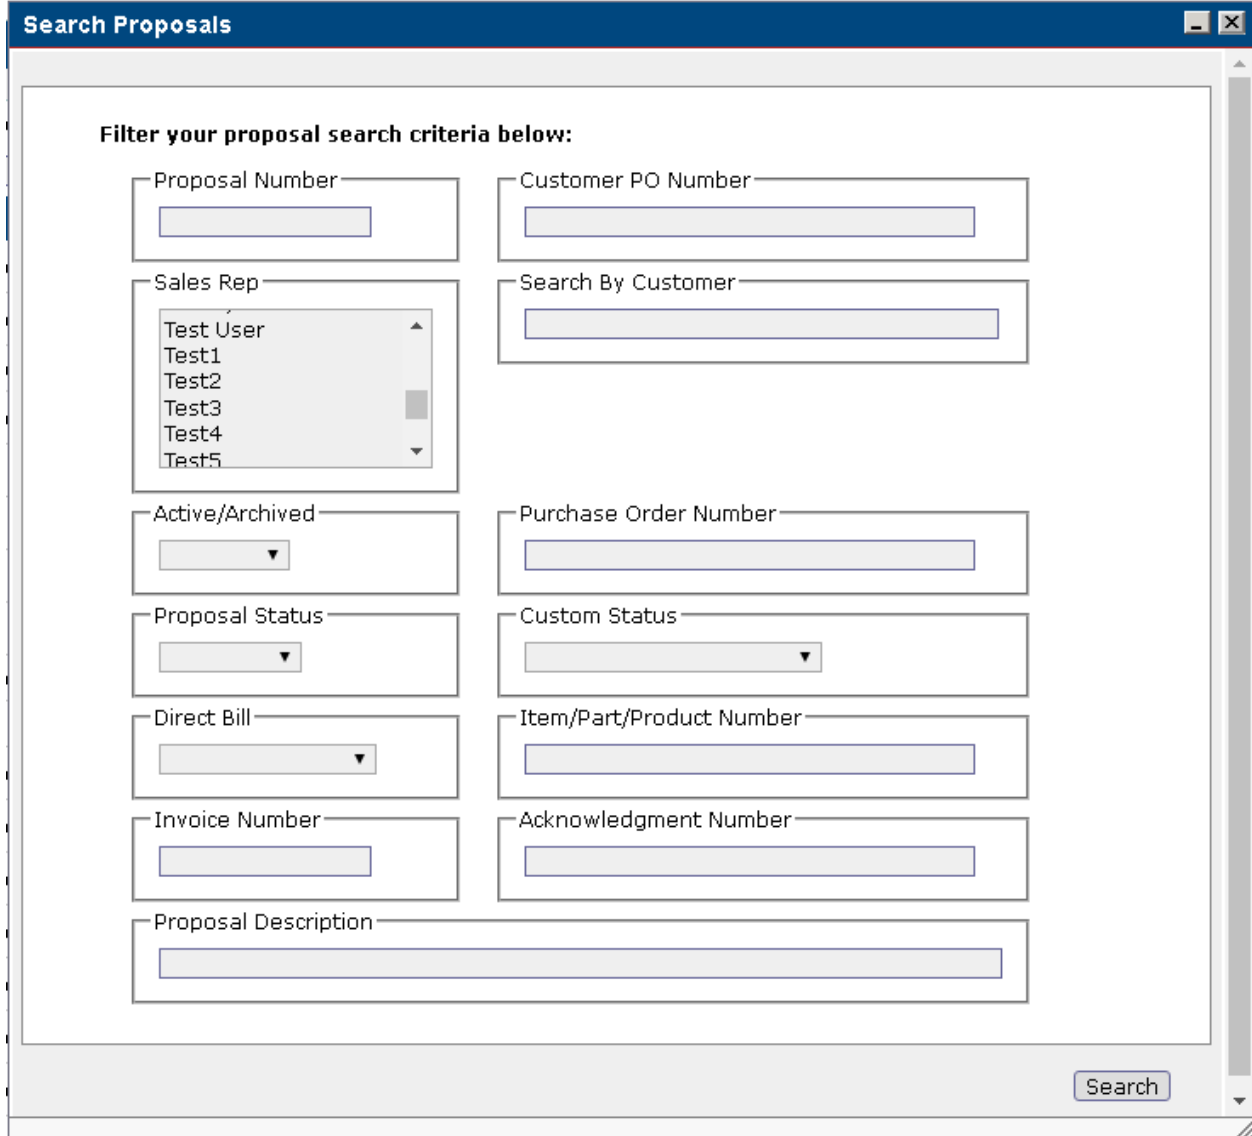 Search Proposals
Filter your proposal search criteria below:
Proposal Number
Customer PO Number
Sales Rep
Search By Customer
Test User
Test1
Test2
Test3
Test4
Test5
Active/Archived
Purchase Order Number
Proposal Status
Custom Status
Direct Bill
Item/Part/Product Number
Invoice Number
Acknowledgment Number
Proposal Description
Search